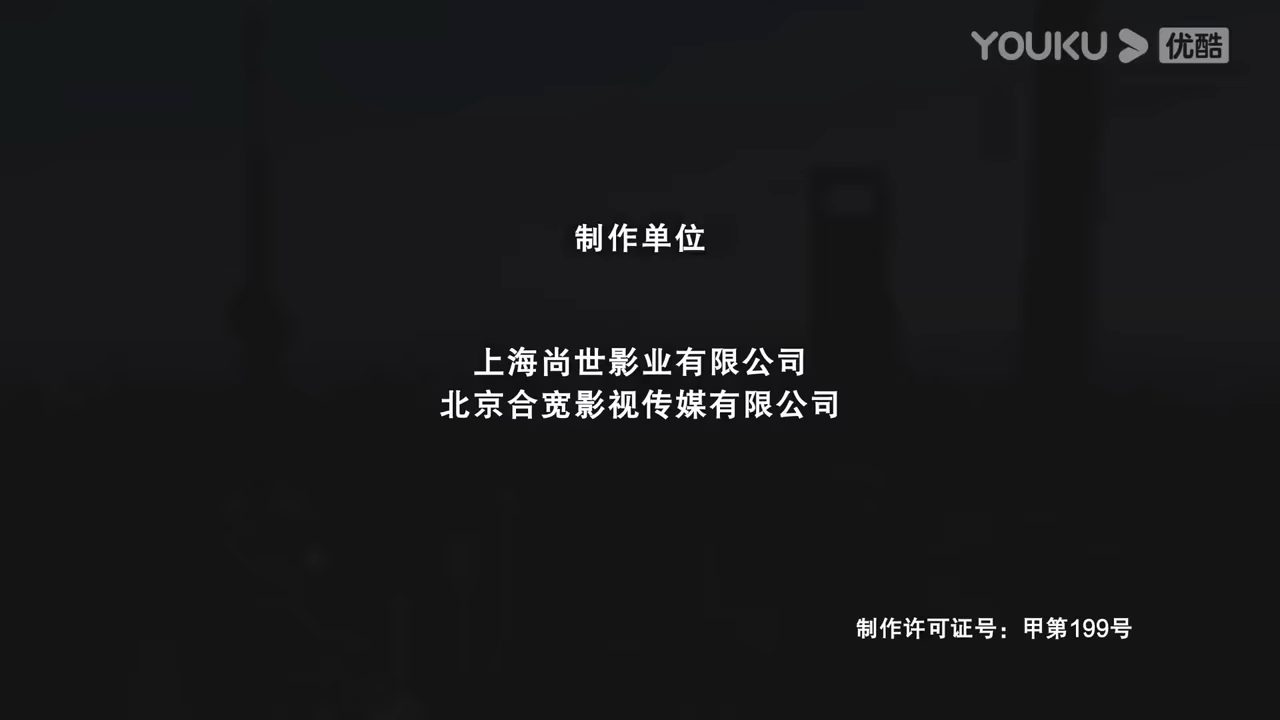 YOUKU 优酷
制作单位
上海尚世影业有限公司
北京合宽影视传媒有限公司
制作许可证号：甲第199号